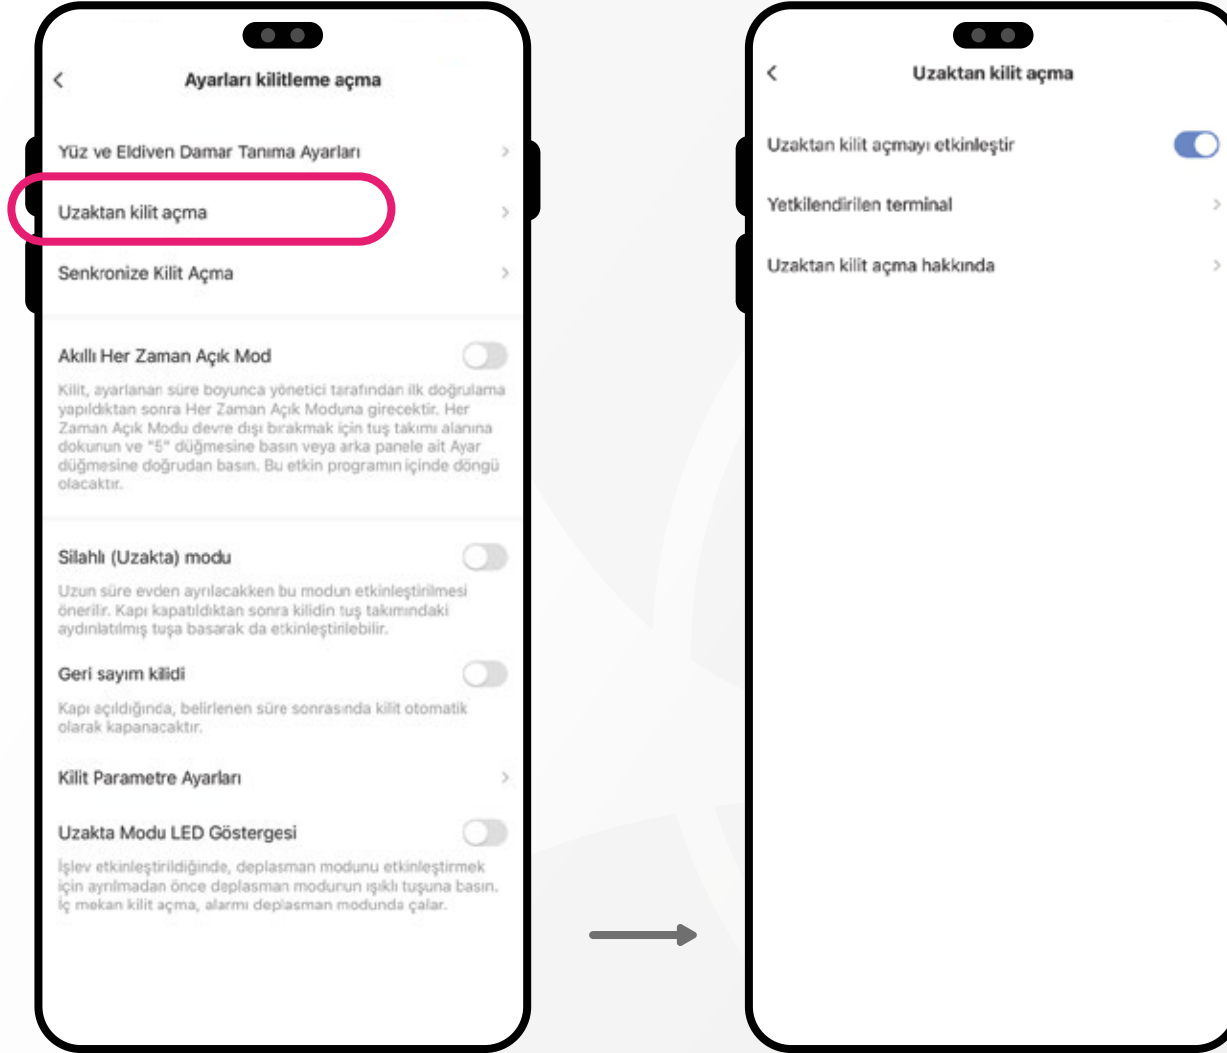 Ayarları kilitleme açma
Yüz ve Eldiven Damar Tanıma Ayarları
Uzaktan kilit açma
Senkronize Kilit Açma
Akıllı Her Zaman Açık Mod
Kilit, ayarlanan süre boyunca yönetici tarafından ilk doğrulama
yapıldıktan sonra Her Zaman Açık Moduna girecektir. Her
Zaman Açık Modu devre dışı bırakmak için tuş takımı alanına
dokunun ve "5" düğmesine basın veya arka panele ait Ayar
düğmesine doğrudan basın. Bu etkin programın içinde döngü
olacaktır.
Silahlı (Uzakta) modu
Uzun süre evden ayrılacakken bu modun etkinleştirilmesi
önerilir. Kapı kapatıldıktan sonra kilidin tuş takımındaki
aydınlatılmış tuşa basarak da etkinleştirilebilir.
Geri sayım kilidi
Kapı açıldığında, belirlenen süre sonrasında kilit otomatik
olarak kapanacaktır.
Kilit Parametre Ayarları
Uzakta Modu LED Göstergesi
İşlev etkinleştirildiğinde, deplasman modunu etkinleştirmek
için ayrılmadan önce deplasman modunun ışıklı tuşuna basın.
İç mekan kilit açma, alarmı deplasman modunda çalar.
Uzaktan kilit açma
Uzaktan kilit açmayı etkinleştir
Yetkilendirilen terminal
Uzaktan kilit açma hakkında